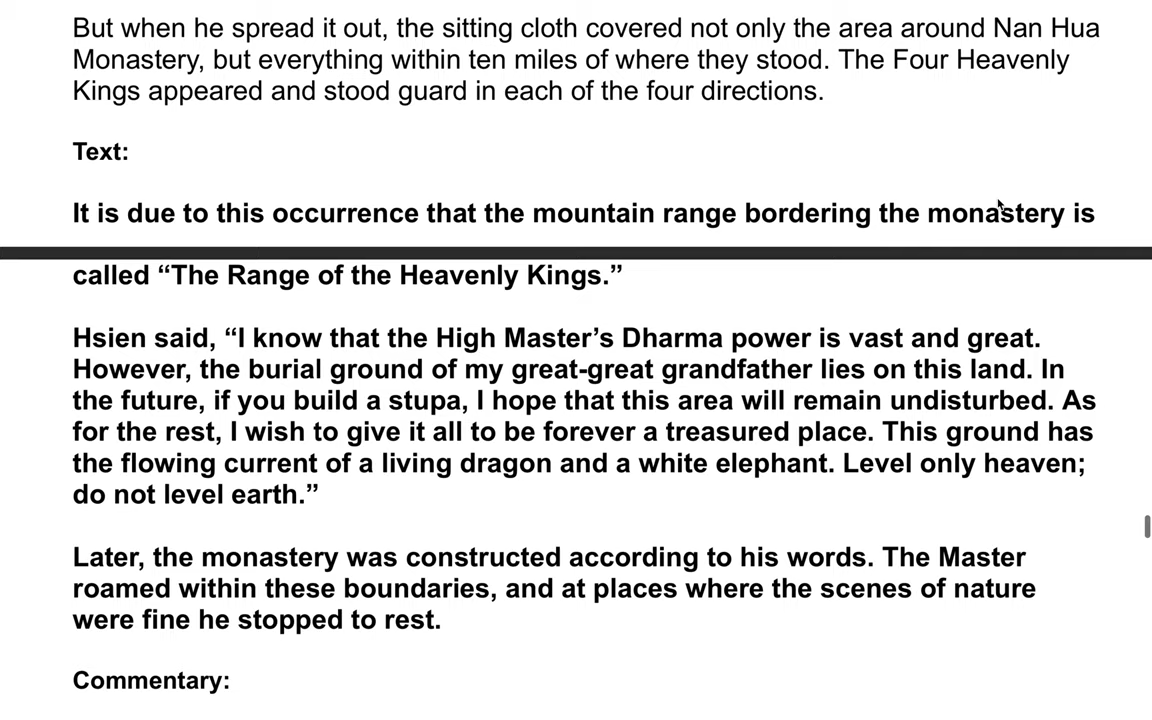 But when he spread it out, the sitting cloth covered not only the area around Nan Hua
Monastery, but everything within ten miles of where they stood. The Four Heavenly
Kings appeared and stood guard in each of the four directions.
Text:
It is due to this occurrence that the mountain range bordering the monastery is
called “The Range of the Heavenly Kings.”
Hsien said, “I know that the High Master’s Dharma power is vast and great.
However, the burial ground of my great-great grandfather lies on this land. In
the future, if you build a stupa, I hope that this area will remain undisturbed. As
for the rest, I wish to give it all to be forever a treasured place. This ground has
the flowing current of a living dragon and a white elephant. Level only heaven;
do not level earth.”
Later, the monastery was constructed according to his words. The Master
roamed within these boundaries, and at places where the scenes of nature
were fine he stopped to rest.
Commentary: